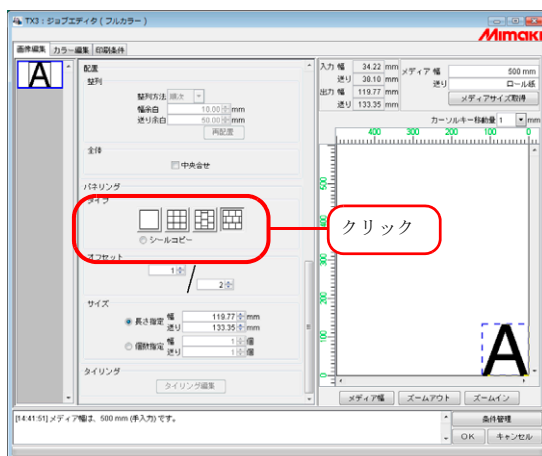 TX3 : ジョブエディタ ( フルカラー )
Mimaki
画像編集 カラー編集 印刷条件
A
配置
整列
整列方法 順次
幅余白 10.00 mm
送り余白 50.00 mm
再配置
全体
中央合せ
パネリング
タイプ
シールコピー
オフセット
1 / 2
サイズ
長さ指定 幅 119.77 mm
送り 133.35 mm
個数指定 幅 1 個
送り 1 個
タイリング
タイリング編集
クリック
入力 幅 34.22 mm
送り 38.10 mm
出力 幅 119.77 mm
送り 133.35 mm
メディア 幅 500 mm
送り ロール紙
メディアサイズ取得
カーソルキー移動量 1 mm
400 300 200 100 0
A
メディア幅 ズームアウト ズームイン
[14:41:51] メディア幅は、500 mm (手入力) です。
条件管理
OK キャンセル